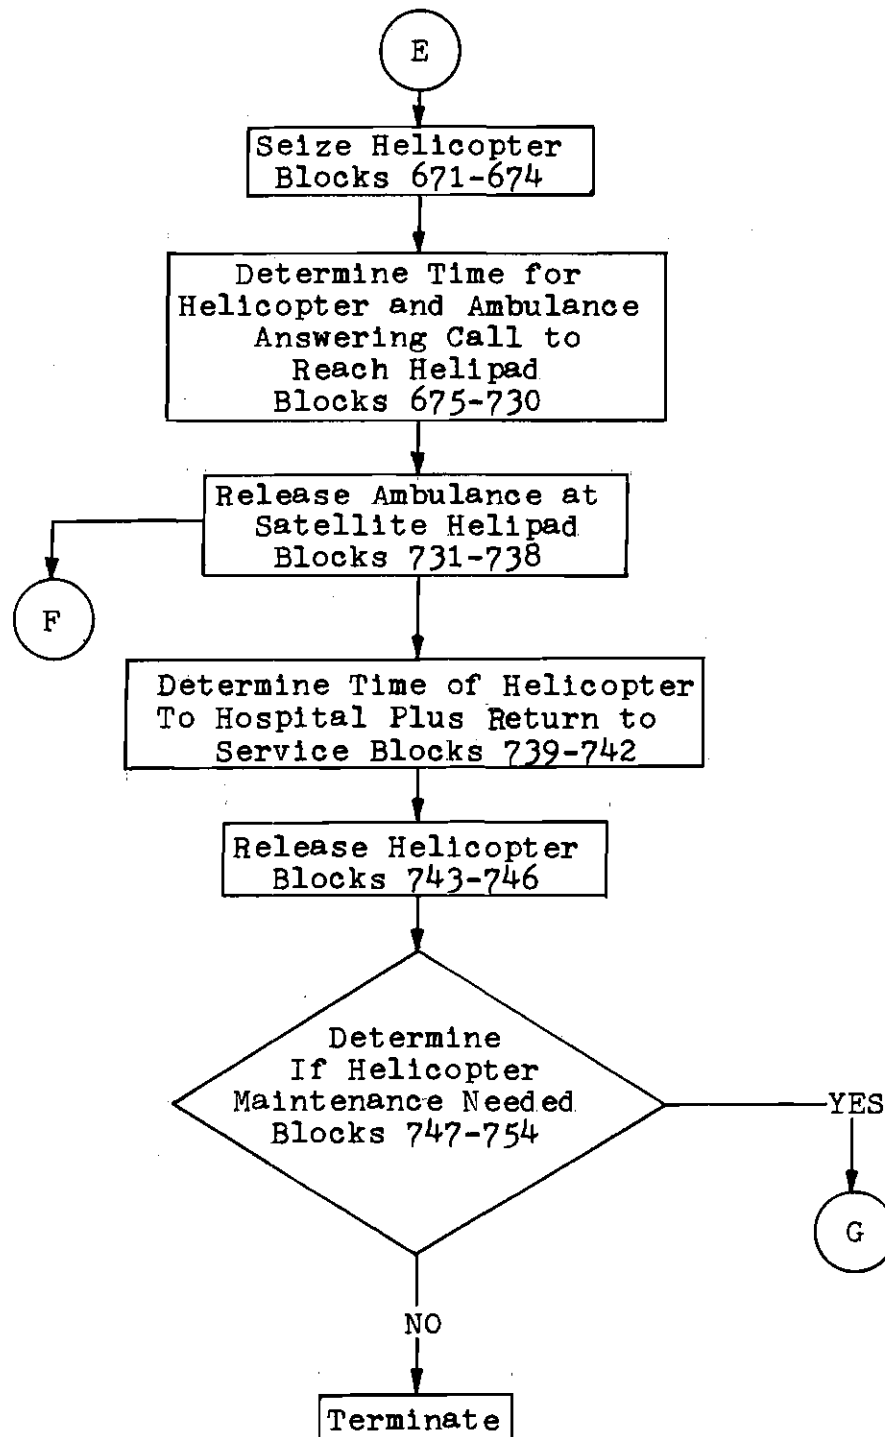 E
Seize Helicopter
Blocks 671-674
Determine Time for
Helicopter and Ambulance
Answering Call to
Reach Helipad
Blocks 675-730
Release Ambulance at
Satellite Helipad
Blocks 731-738
F
Determine Time of Helicopter
To Hospital Plus Return to
Service Blocks 739-742
Release Helicopter
Blocks 743-746
Determine
If Helicopter
Maintenance Needed
Blocks 747-754
YES
G
NO
Terminate